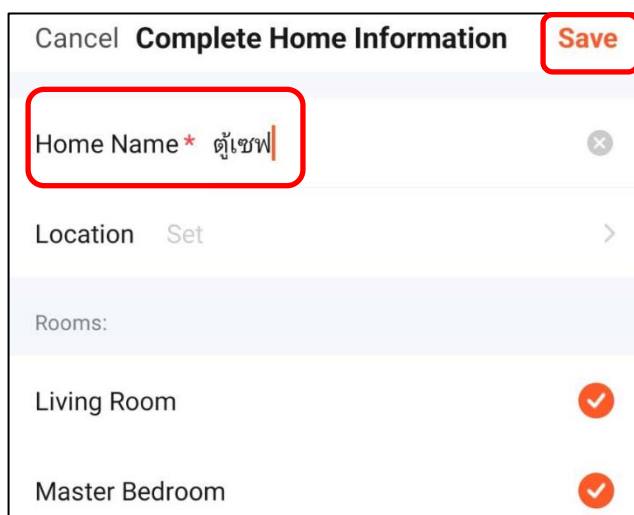 Cancel Complete Home Information Save
Home Name * ตู้เซฟ
Location Set
Rooms:
Living Room
Master Bedroom